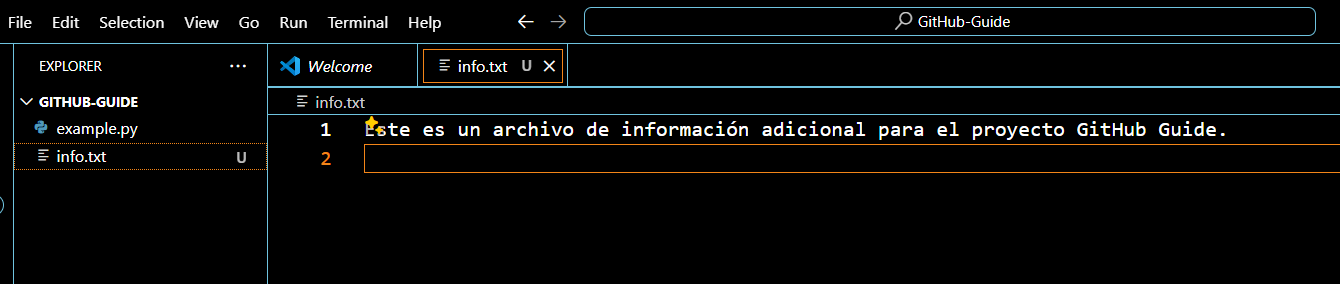 File Edit Selection View Go Run Terminal Help GitHub-Guide
EXPLORER ··· Welcome info.txt U
GITHUB-GUIDE info.txt
example.py
info.txt U
1 Este es un archivo de información adicional para el proyecto GitHub Guide.
2